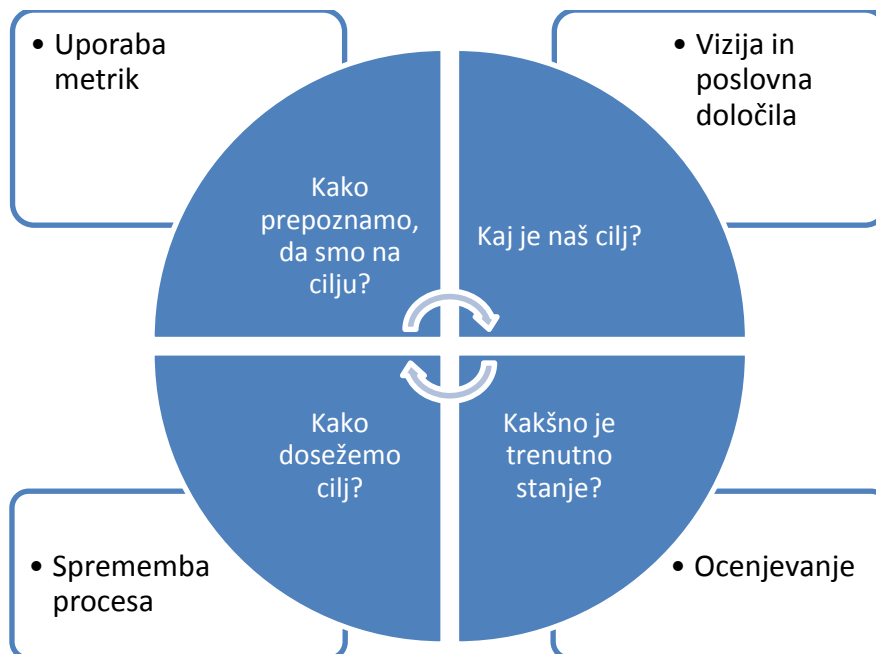 • Uporaba
metrik
• Vizija in
poslovna
določila
Kako
prepoznamo,
da smo na
cilju?
Kaj je naš cilj?
Kako
dosežemo
cilj?
Kakšno je
trenutno
stanje?
• Sprememba
procesa
• Ocenjevanje